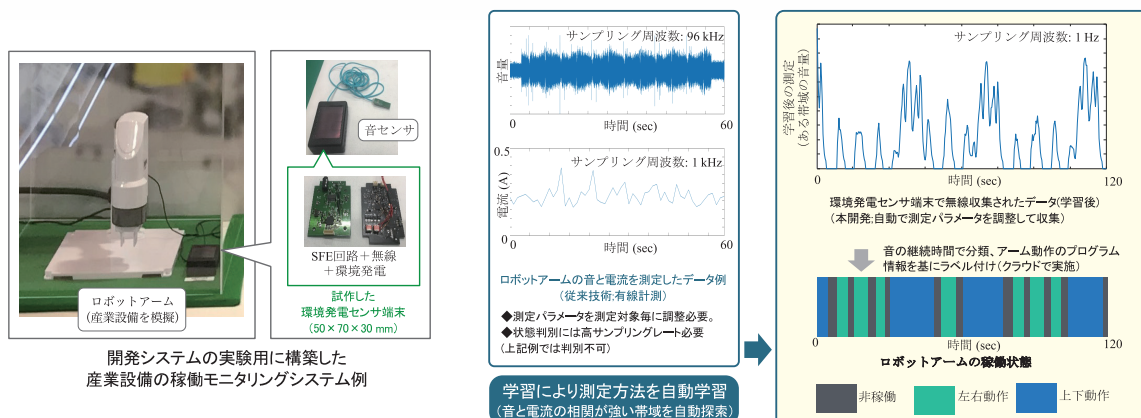 音センサ
SFE回路＋無線
＋環境発電
試作した
環境発電センサ端末
(50×70×30 mm)
ロボットアーム
(産業設備を模擬)
開発システムの実験用に構築した
産業設備の稼働モニタリングシステム例
サンプリング周波数: 96 kHz
音量
0
時間 (sec)
60
0.5
サンプリング周波数: 1 kHz
電流 (A)
0
0
時間 (sec)
60
ロボットアームの音と電流を測定したデータ例
(従来技術;有線計測)
◆測定パラメータを測定対象毎に調整必要。
◆状態判別には高サンプリングレート必要
(上記例では判別不可)
学習により測定方法を自動学習
(音と電流の相関が強い帯域を自動探索)
サンプリング周波数: 1 Hz
学習後の測定
(ある帯域の音量)
0
時間 (sec)
120
環境発電センサ端末で無線収集されたデータ(学習後)
(本開発;自動で測定パラメータを調整して収集)
音の継続時間で分類、アーム動作のプログラム
情報を基にラベル付け(クラウドで実施)
0
時間 (sec)
120
ロボットアームの稼働状態
非稼働
左右動作
上下動作